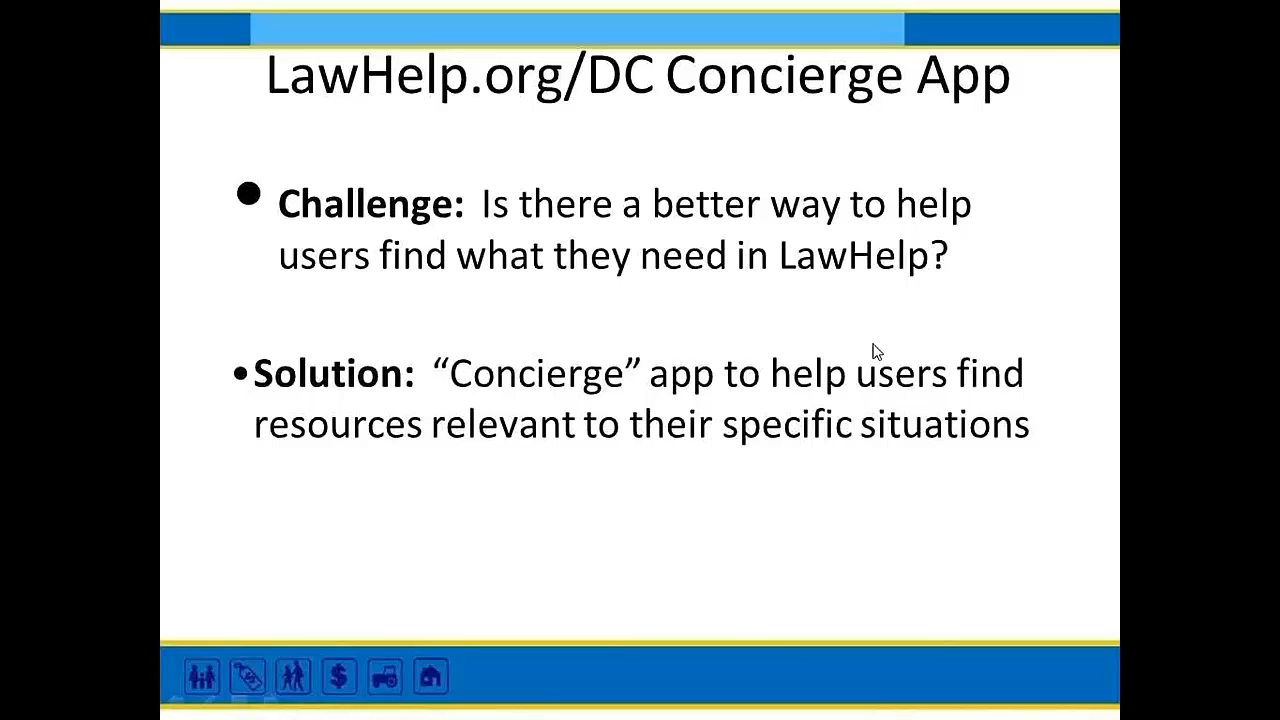 LawHelp.org/DC Concierge App
• Challenge: Is there a better way to help
users find what they need in LawHelp?
•Solution: “Concierge” app to help users find
resources relevant to their specific situations
$